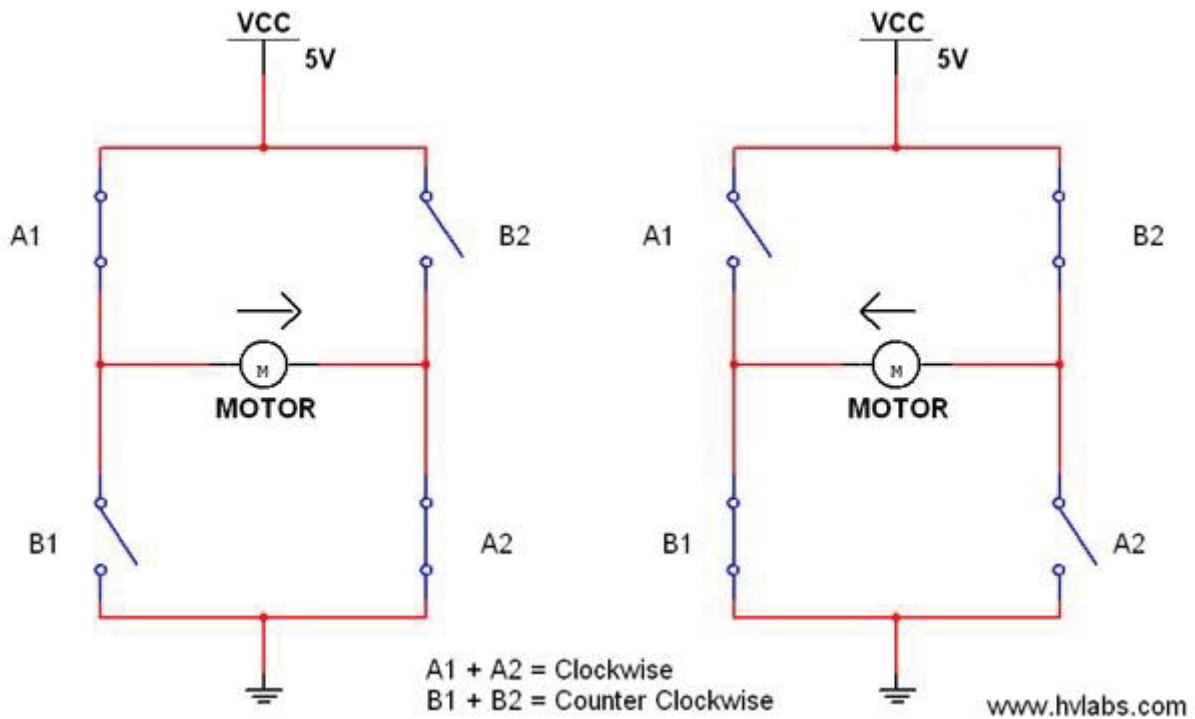 VCC
5V
A1
B2
M
MOTOR
B1
A2
VCC
5V
A1
B2
M
MOTOR
B1
A2
A1 + A2 = Clockwise
B1 + B2 = Counter Clockwise
www.hvlabs.com